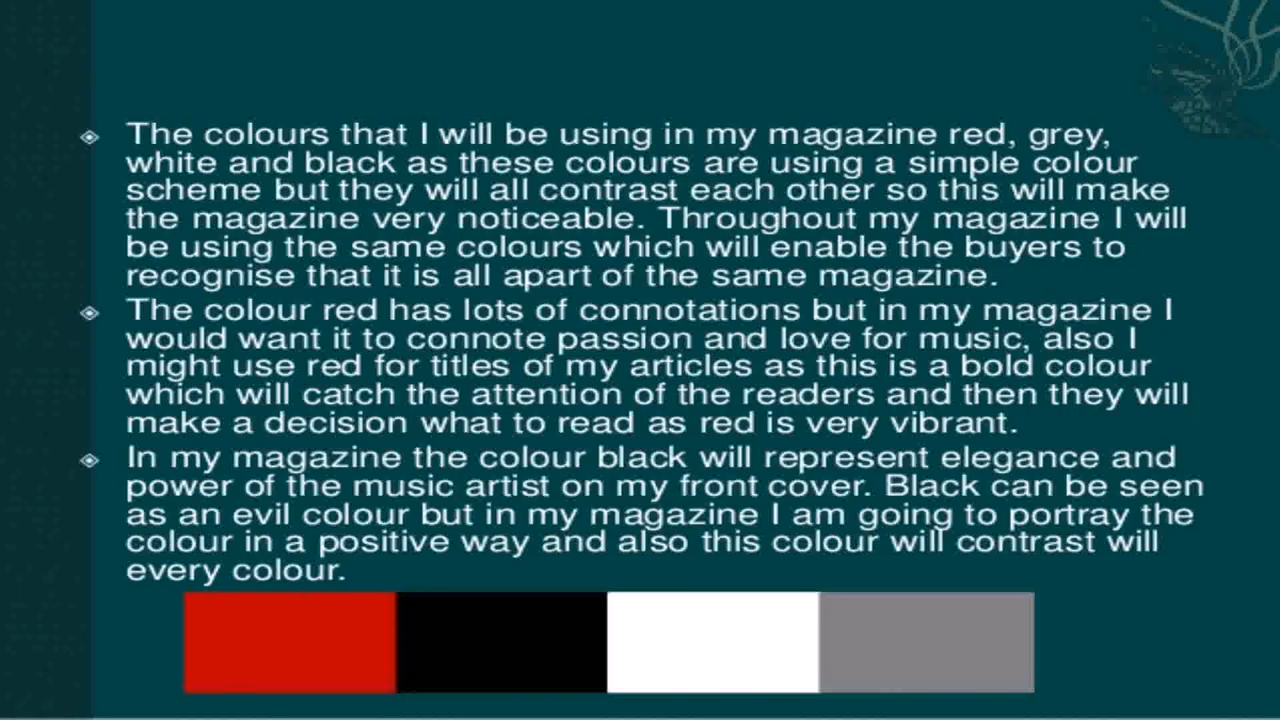 The colours that I will be using in my magazine red, grey,
white and black as these colours are using a simple colour
scheme but they will all contrast each other so this will make
the magazine very noticeable. Throughout my magazine I will
be using the same colours which will enable the buyers to
recognise that it is all apart of the same magazine.
The colour red has lots of connotations but in my magazine I
would want it to connote passion and love for music, also I
might use red for titles of my articles as this is a bold colour
which will catch the attention of the readers and then they will
make a decision what to read as red is very vibrant.
In my magazine the colour black will represent elegance and
power of the music artist on my front cover. Black can be seen
as an evil colour but in my magazine I am going to portray the
colour in a positive way and also this colour will contrast will
every colour.